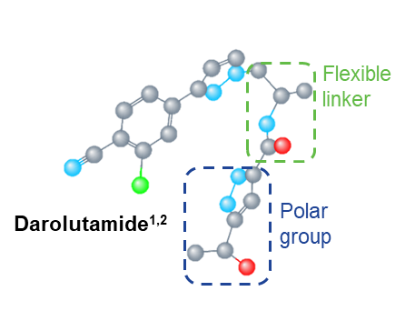 Flexible
linker
Darolutamide1,2
Polar
group